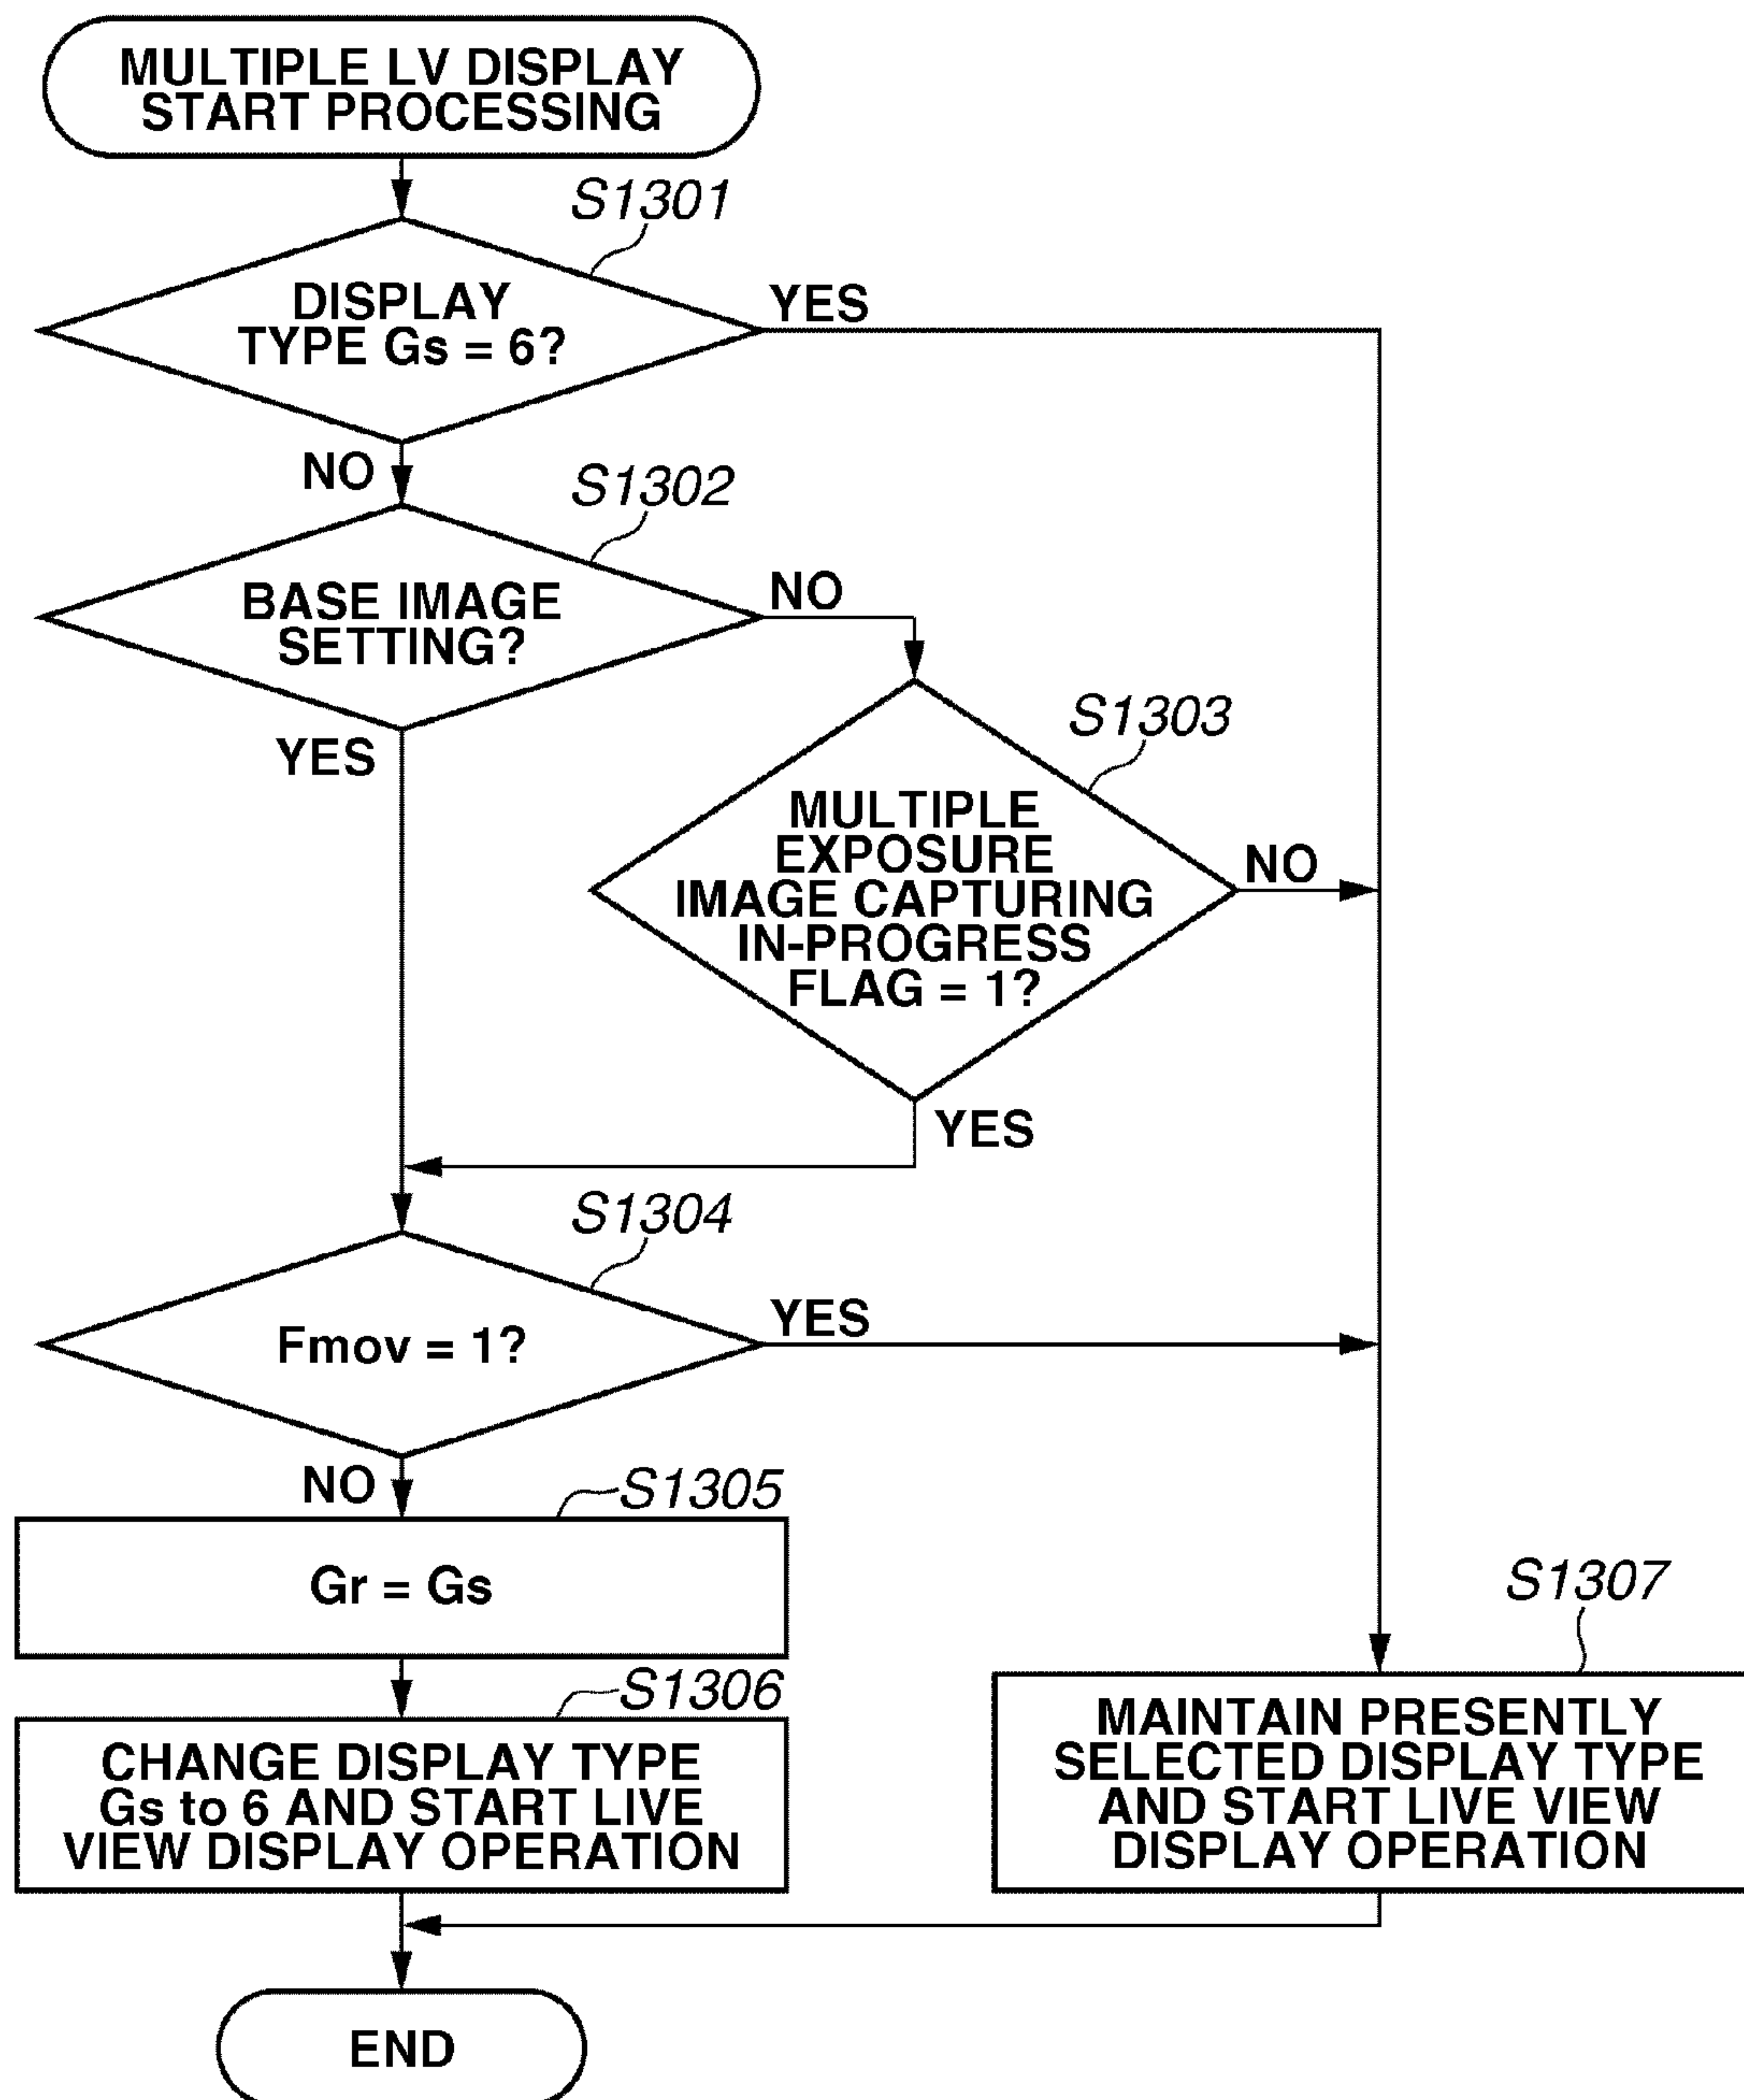 MULTIPLE LV DISPLAY
START PROCESSING
S1301
DISPLAY
TYPE Gs = 6?
YES
NO
S1302
BASE IMAGE
SETTING?
NO
YES
S1303
MULTIPLE
EXPOSURE
IMAGE CAPTURING
IN-PROGRESS
FLAG = 1?
NO
YES
S1304
Fmov = 1?
YES
NO
S1305
Gr = Gs
S1306
CHANGE DISPLAY TYPE
Gs to 6 AND START LIVE
VIEW DISPLAY OPERATION
S1307
MAINTAIN PRESENTLY
SELECTED DISPLAY TYPE
AND START LIVE VIEW
DISPLAY OPERATION
END